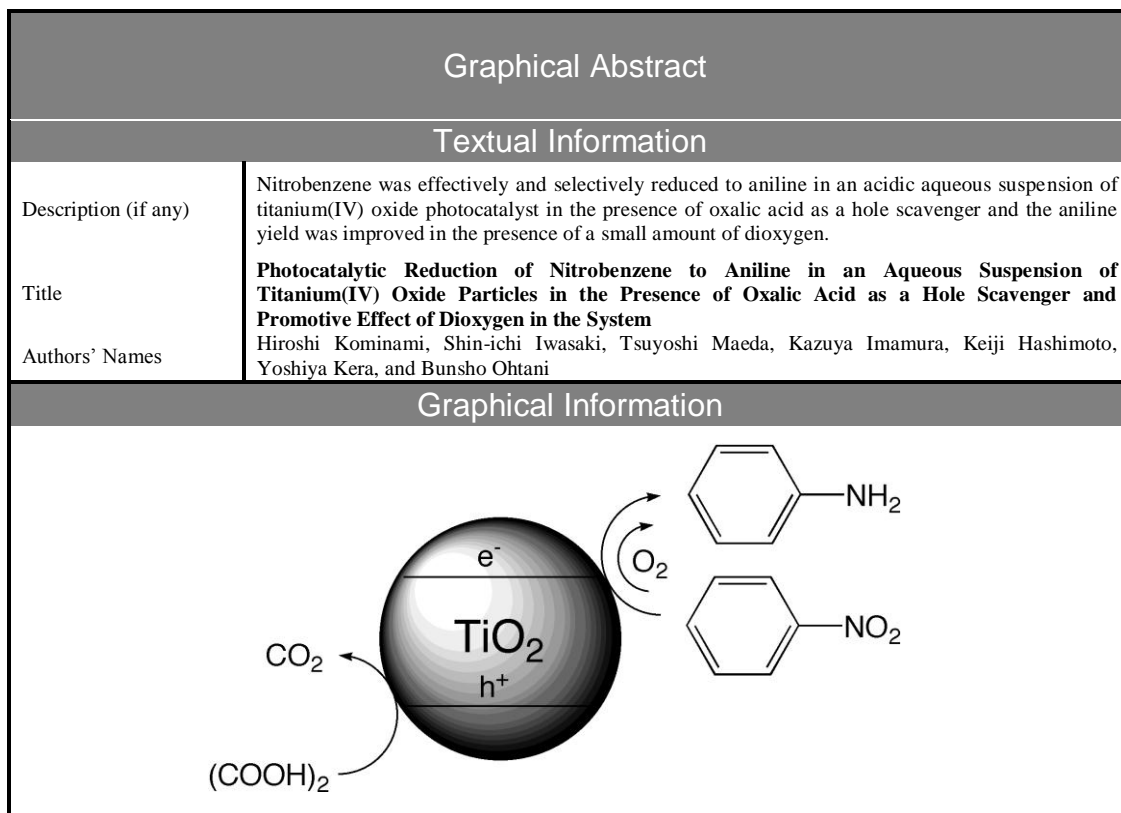 Graphical Abstract
Textual Information
Description (if any)
Nitrobenzene was effectively and selectively reduced to aniline in an acidic aqueous suspension of
titanium(IV) oxide photocatalyst in the presence of oxalic acid as a hole scavenger and the aniline
yield was improved in the presence of a small amount of dioxygen.
Title
Photocatalytic Reduction of Nitrobenzene to Aniline in an Aqueous Suspension of
Titanium(IV) Oxide Particles in the Presence of Oxalic Acid as a Hole Scavenger and
Promotive Effect of Dioxygen in the System
Authors' Names
Hiroshi Kominami, Shin-ichi Iwasaki, Tsuyoshi Maeda, Kazuya Imamura, Keiji Hashimoto,
Yoshiya Kera, and Bunsho Ohtani
Graphical Information
NH₂
e⁻
O₂
TiO₂
NO₂
CO₂
h⁺
(COOH)₂